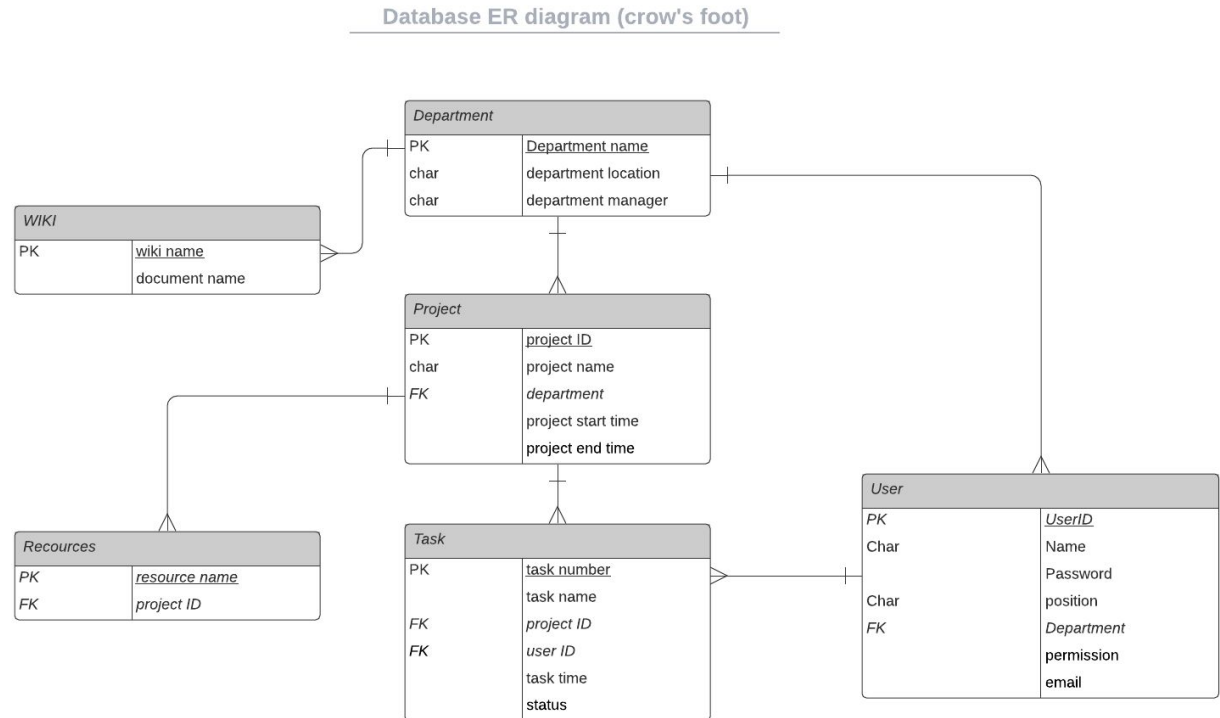 Database ER diagram (crow's foot)
Department
PK Department name
char department location
char department manager
WIKI
PK wiki name
document name
Project
PK project ID
char project name
FK department
project start time
project end time
Recources
PK resource name
FK project ID
Task
PK task number
task name
FK project ID
FK user ID
task time
status
User
PK UserID
Char Name
Password
Char position
FK Department
permission
email